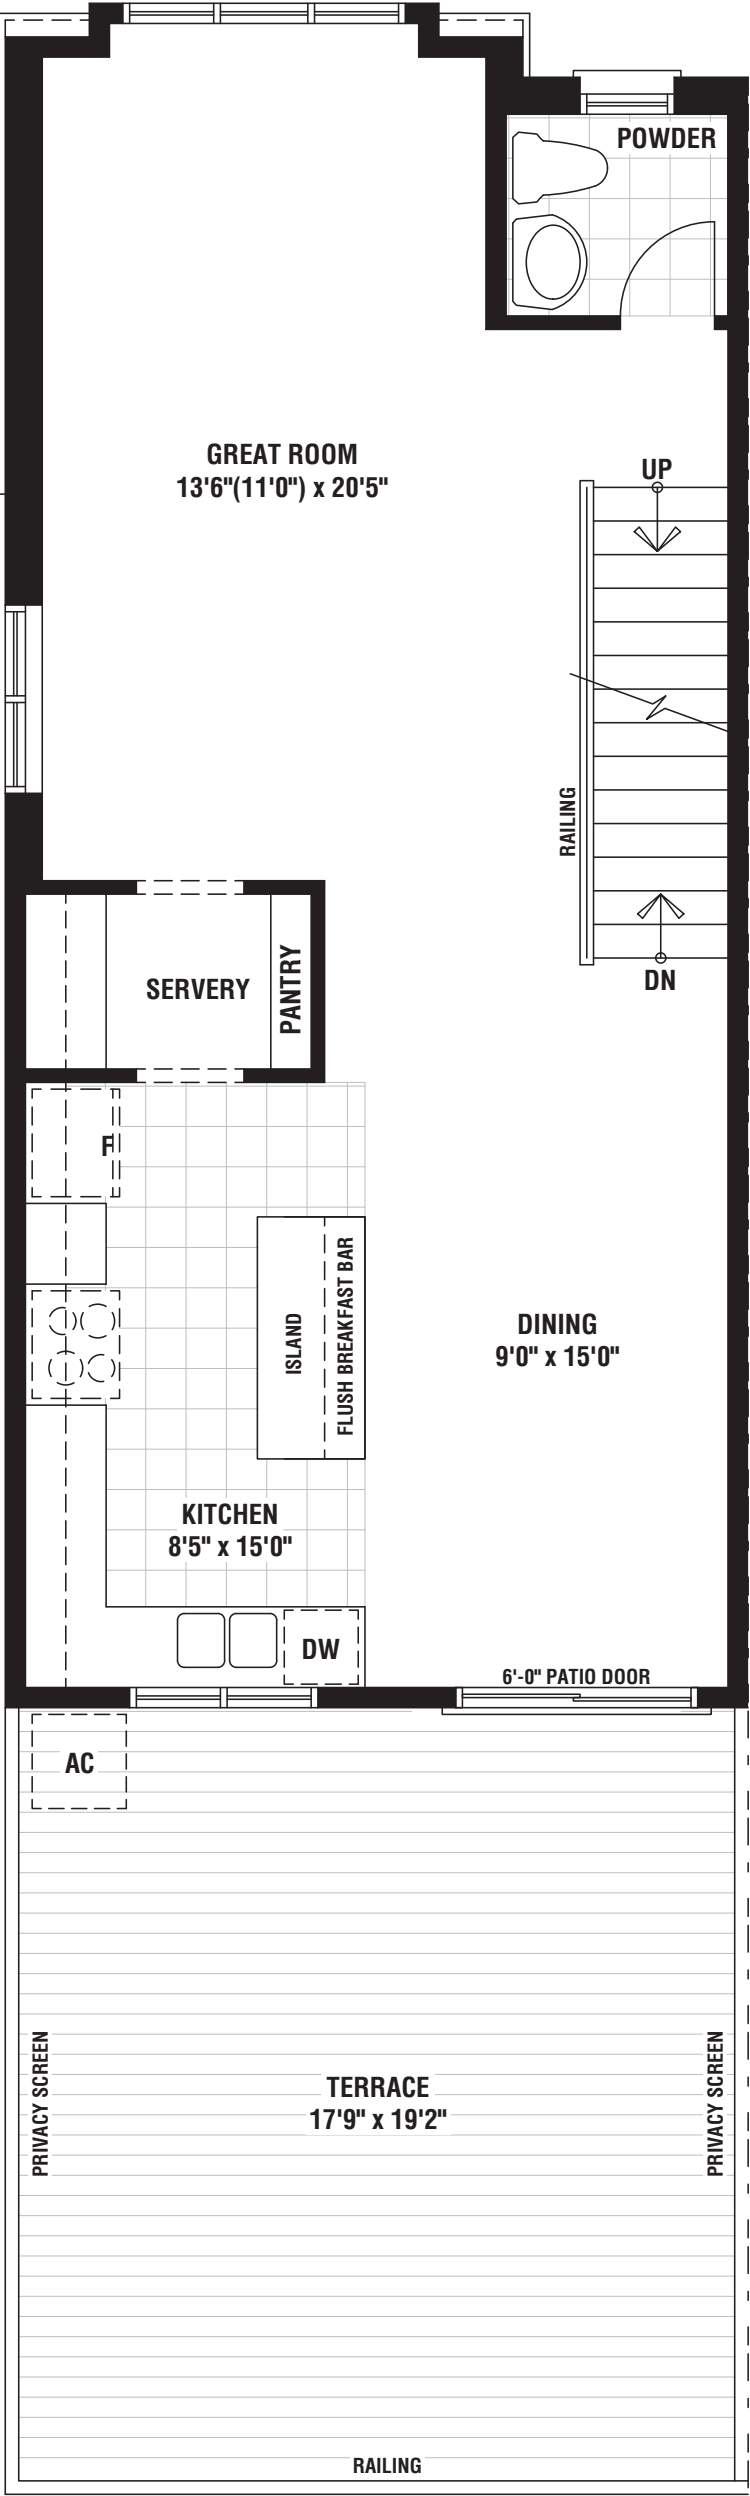 POWDER
GREAT ROOM
13'6"(11'0") x 20'5"
UP
RAILING
DN
SERVERY
PANTRY
F
ISLAND
FLUSH BREAKFAST BAR
DINING
9'0" x 15'0"
KITCHEN
8'5" x 15'0"
DW
6'-0" PATIO DOOR
AC
PRIVACY SCREEN
TERRACE
17'9" x 19'2"
PRIVACY SCREEN
RAILING